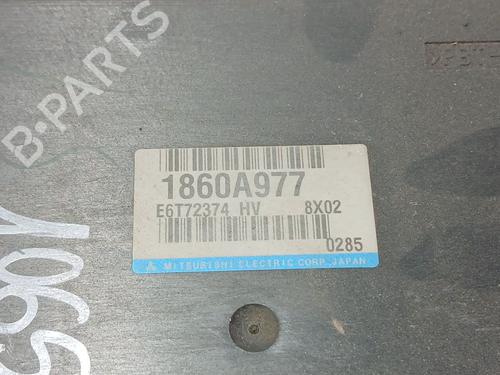 B-PARTS
1860A977
E6T72374 HV 8X02
0285
MITSUBISHI ELECTRIC CORP. JAPAN